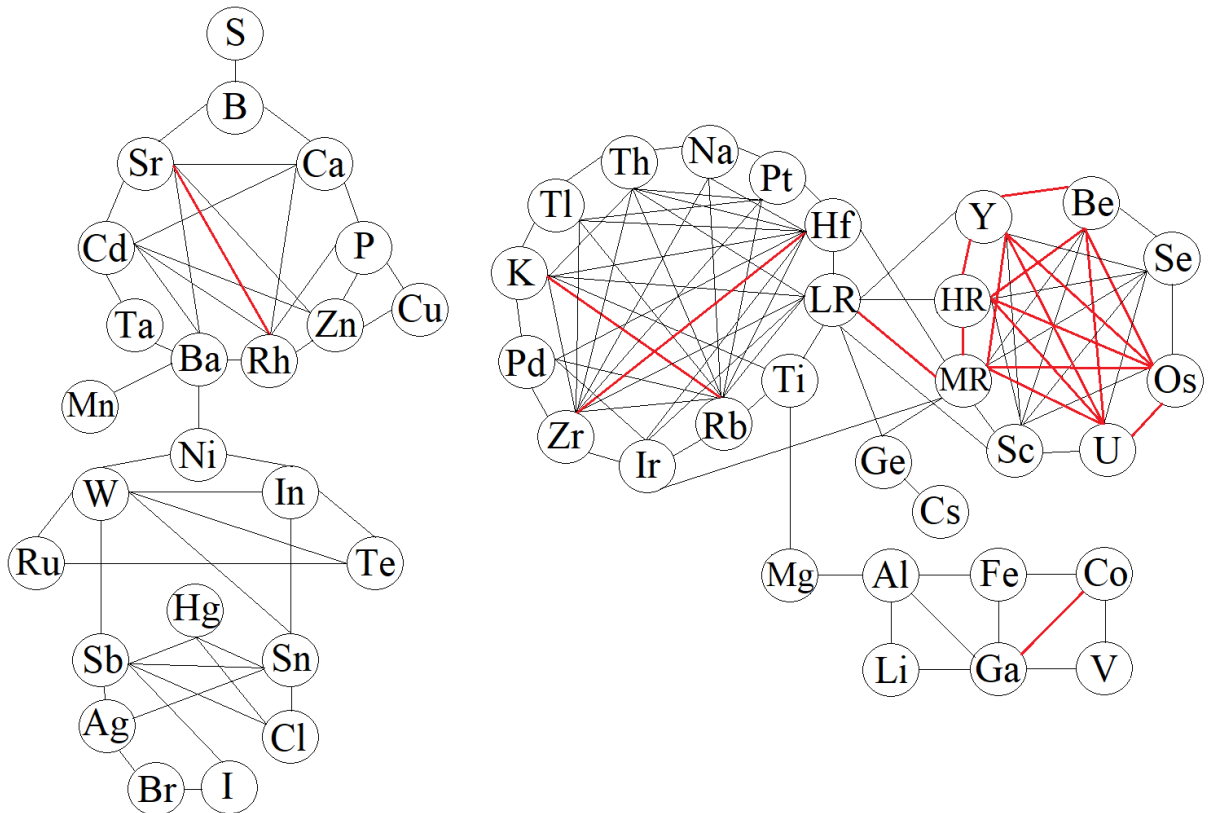 S
B
Sr
Ca
Cd
P
Ta
Zn
Cu
Ba
Rh
Mn
Ni
W
In
Ru
Te
Hg
Sb
Sn
Ag
Cl
Br
I
Th
Na
Pt
Tl
Hf
K
LR
Pd
Ti
Zr
Rb
Ir
Y
Be
Se
HR
MR
Os
Sc
U
Ge
Cs
Mg
Al
Fe
Co
Li
Ga
V